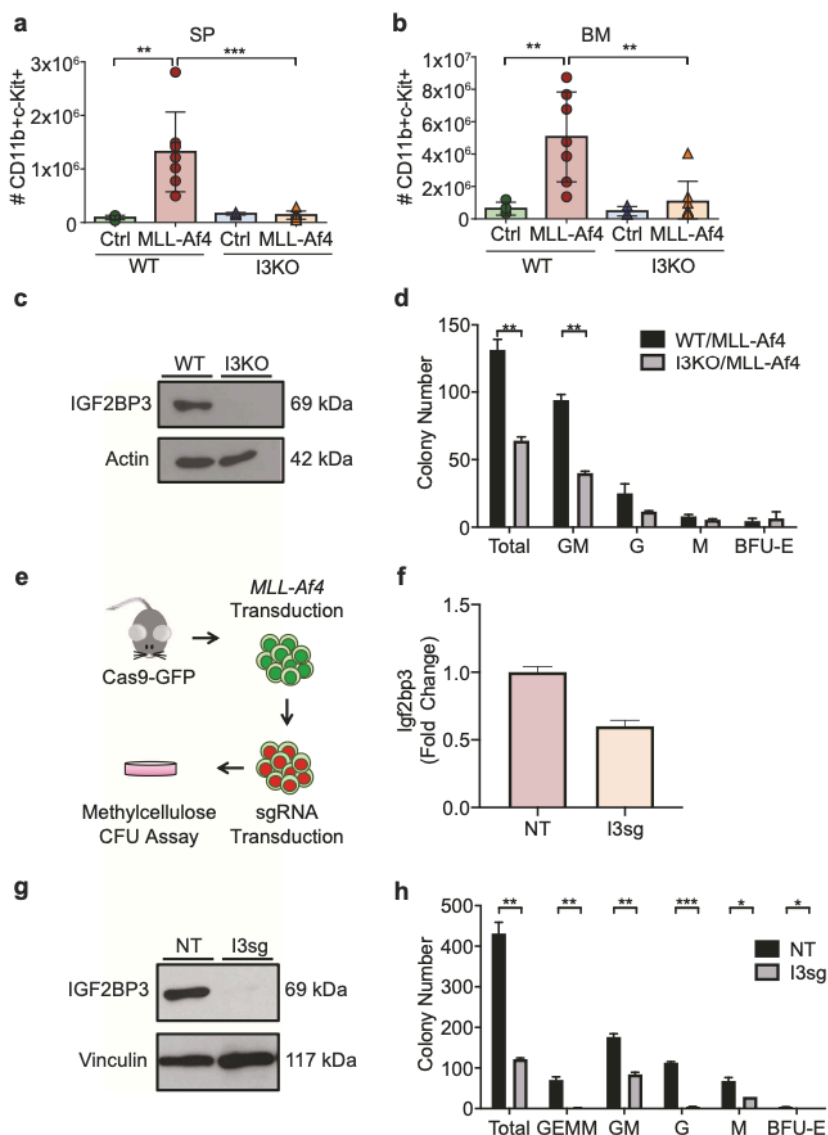 a
SP
**
***
# CD11b+c-Kit+
3x10⁶
2x10⁶
1x10⁶
0
Ctrl MLL-Af4 Ctrl MLL-Af4
WT I3KO
b
BM
**
**
# CD11b+c-Kit+
1x10⁷
8x10⁶
6x10⁶
4x10⁶
2x10⁶
0
Ctrl MLL-Af4 Ctrl MLL-Af4
WT I3KO
c
WT I3KO
IGF2BP3 69 kDa
Actin 42 kDa
d
Colony Number
150
100
50
0
** **
WT/MLL-Af4
I3KO/MLL-Af4
Total GM G M BFU-E
e
MLL-Af4
Transduction
Cas9-GFP
Methylcellulose
CFU Assay
sgRNA
Transduction
f
Igf2bp3
(Fold Change)
1.5
1.0
0.5
0.0
NT I3sg
g
NT I3sg
IGF2BP3 69 kDa
Vinculin 117 kDa
h
Colony Number
500
400
300
200
100
0
** ** ** *** * *
NT
I3sg
Total GEMM GM G M BFU-E